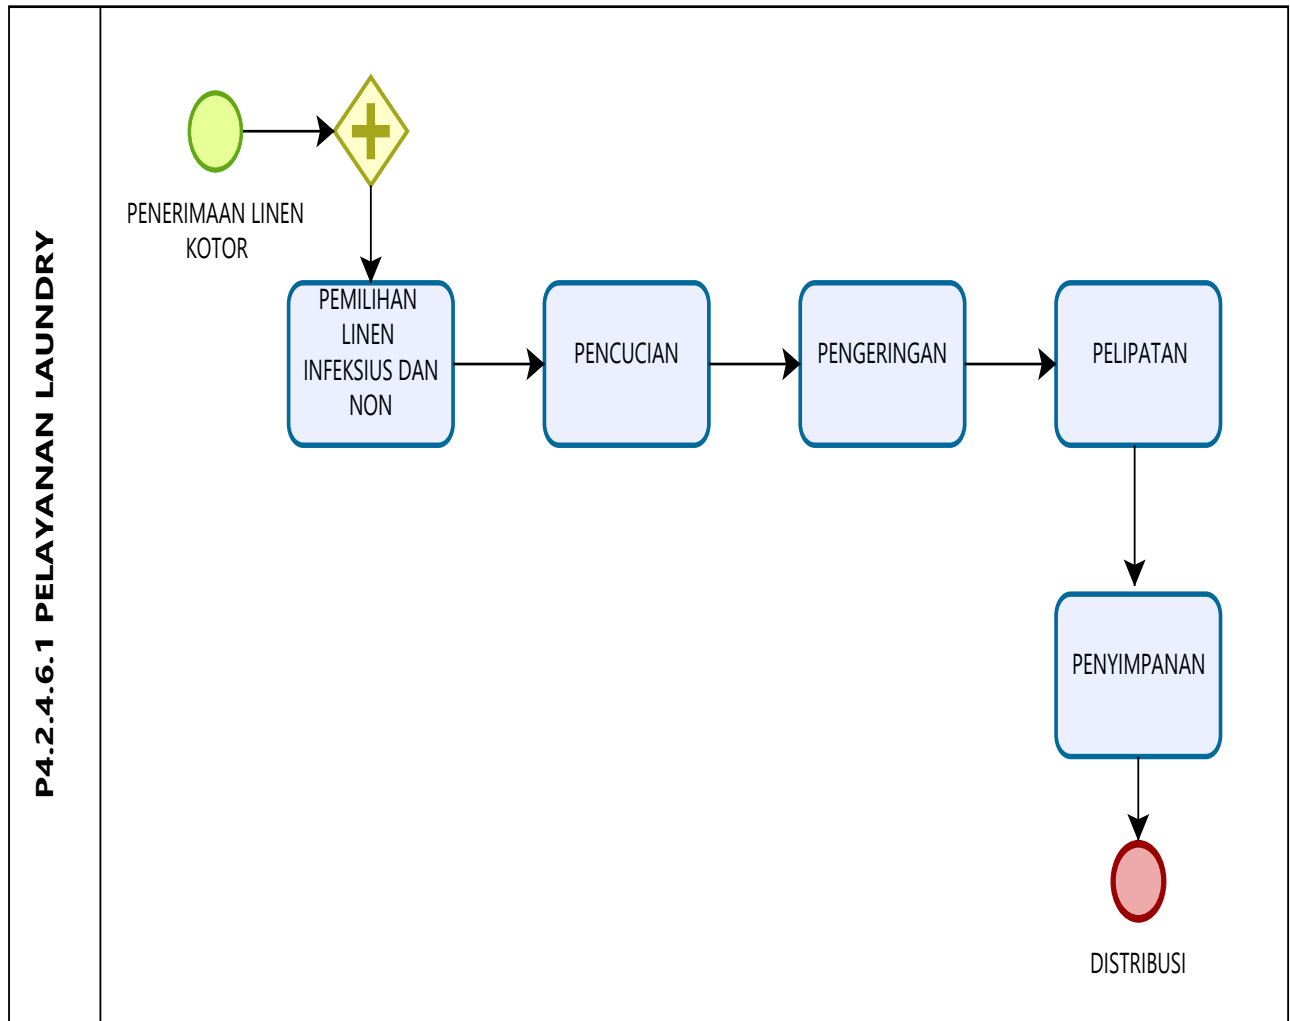 P4.2.4.6.1 PELAYANAN LAUNDRY
PENERIMAAN LINEN
KOTOR
PEMILIHAN
LINEN
INFEKSIUS DAN
NON
PENCUCIAN
PENGERINGAN
PELIPATAN
PENYIMPANAN
DISTRIBUSI